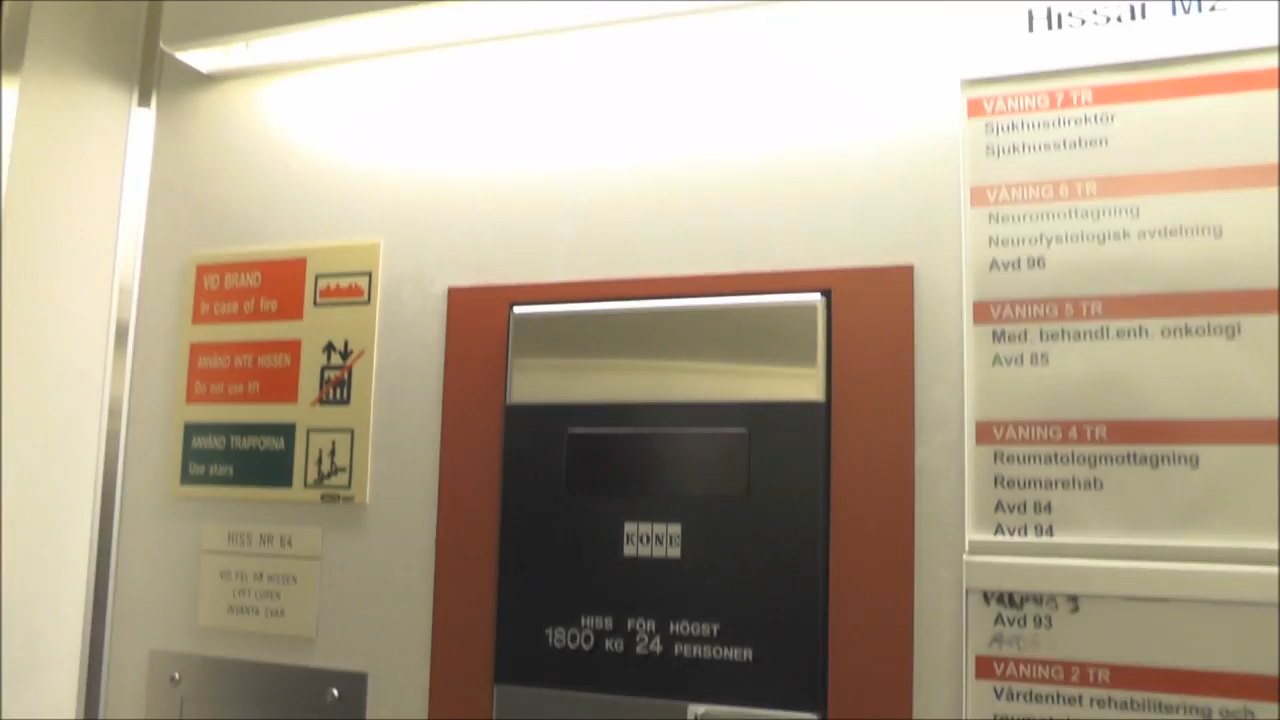 Hissar M2
VÅNING 7 TR
Sjukhusdirektör
Sjukhusstaben
VÅNING 6 TR
Neuromottagning
Neurofysiologisk avdelning
Avd 96
VÅNING 5 TR
Med. behandl.enh. onkologi
Avd 85
VÅNING 4 TR
Reumatologmottagning
Reumarehab
Avd 84
Avd 94
VÅNING 3
Avd 93
VÅNING 2 TR
Vårdenhet rehabilitering och
VID BRAND
In case of fire
ANVÄND INTE HISSEN
Do not use lift
ANVÄND TRAPPORNA
Use stairs
HISS NR 64
VID FEL PÅ HISSEN
LYFT LUREN
INVÄNTA SVAR
KONE
HISS FÖR HÖGST
1800 KG 24 PERSONER